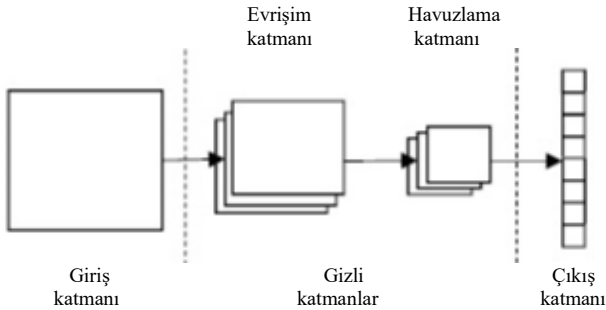 Evrişim
katmanı
Havuzlama
katmanı
Giriş
katmanı
Gizli
katmanlar
Çıkış
katmanı